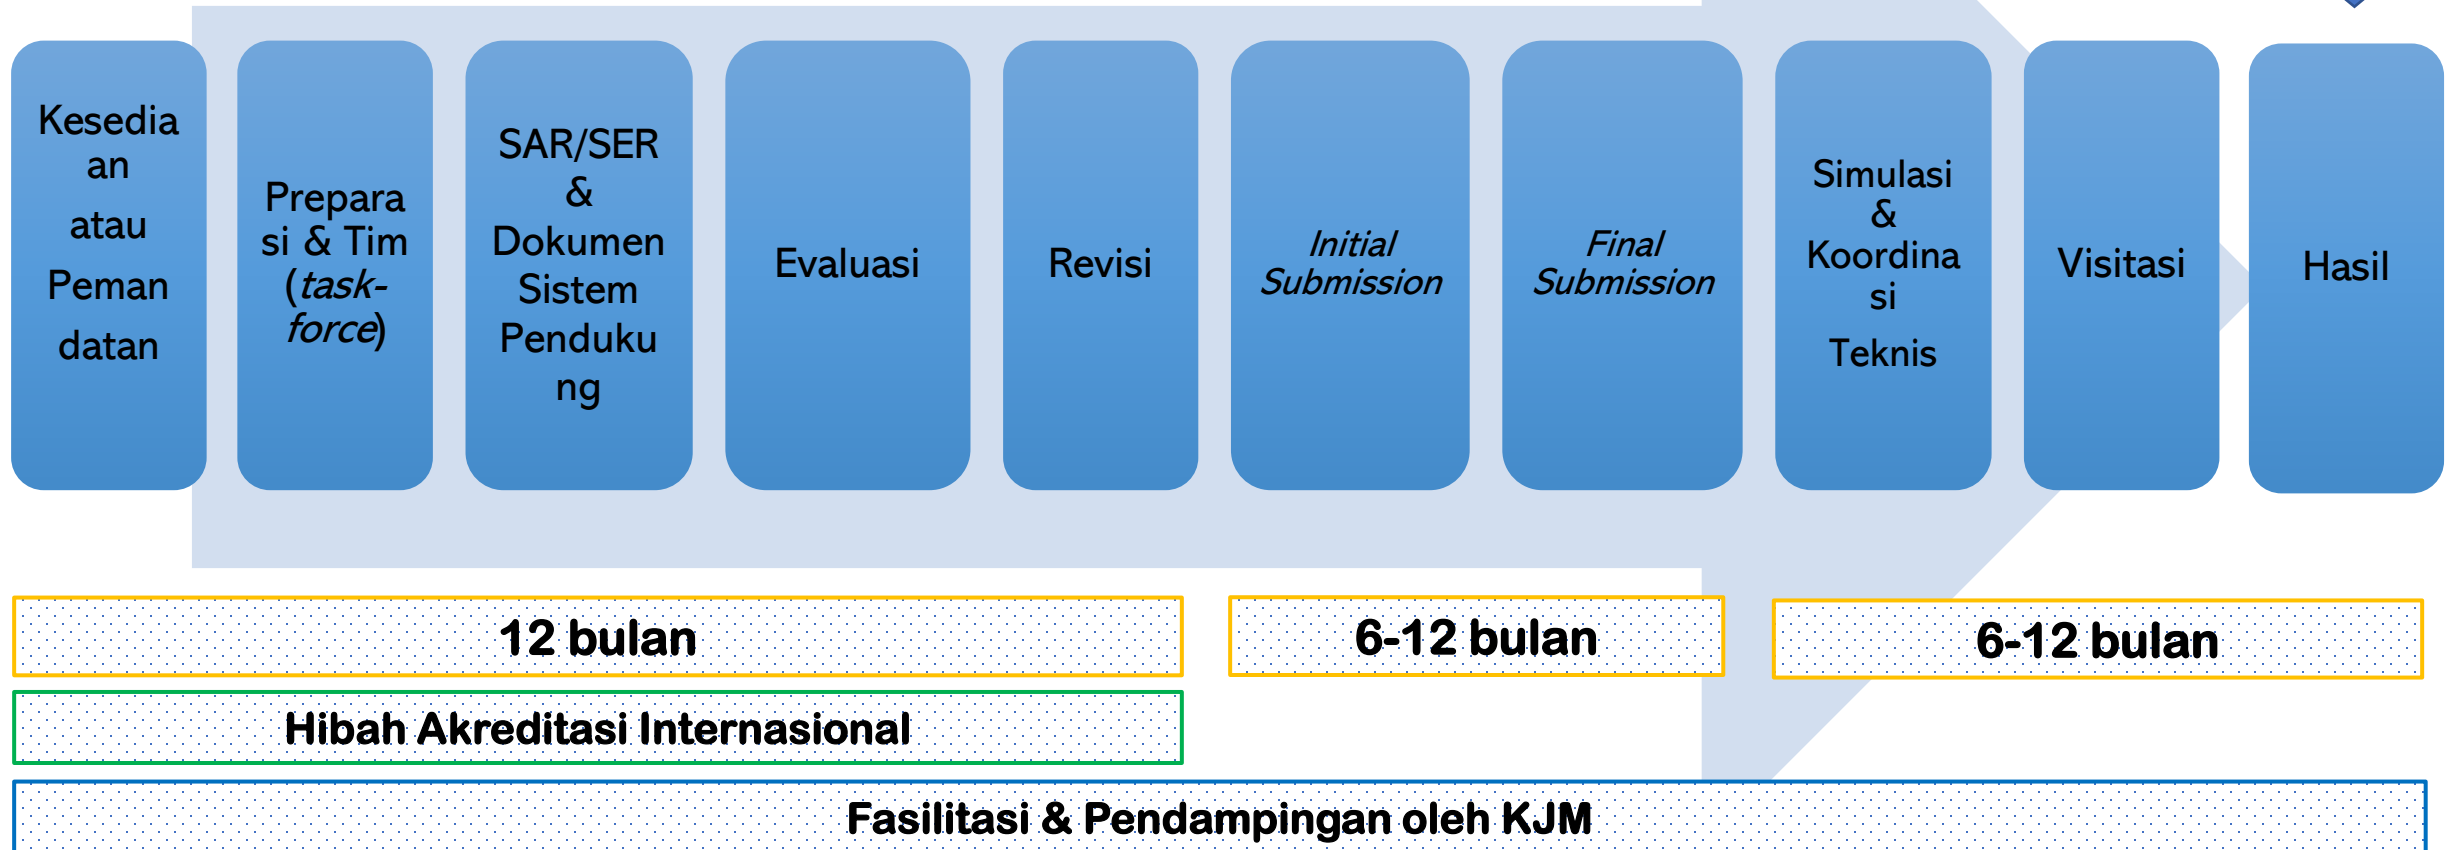 Kesedia
an
atau
Peman
datan
Prepara
si & Tim
(task-
force)
SAR/SER
&
Dokumen
Sistem
Penduku
ng
Evaluasi
Revisi
Initial
Submission
Final
Submission
Simulasi
&
Koordina
si
Teknis
Visitasi
Hasil
12 bulan
6-12 bulan
6-12 bulan
Hibah Akreditasi Internasional
Fasilitasi & Pendampingan oleh KJM